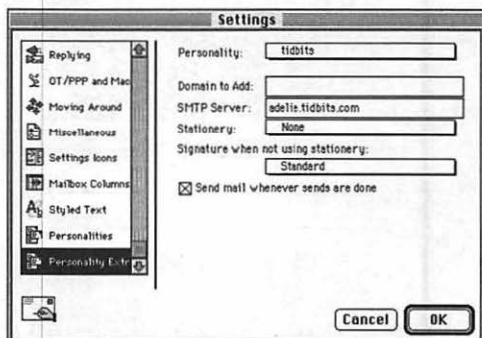 Settings
Replying
OT/PPP and Mac
Moving Around
Miscellaneous
Settings Icons
Mailbox Columns
Styled Text
Personalities
Personality Extr
Personality: tidbits
Domain to Add:
SMTP Server: adelie.tidbits.com
Stationery: None
Signature when not using stationery:
Standard
Send mail whenever sends are done
Cancel OK